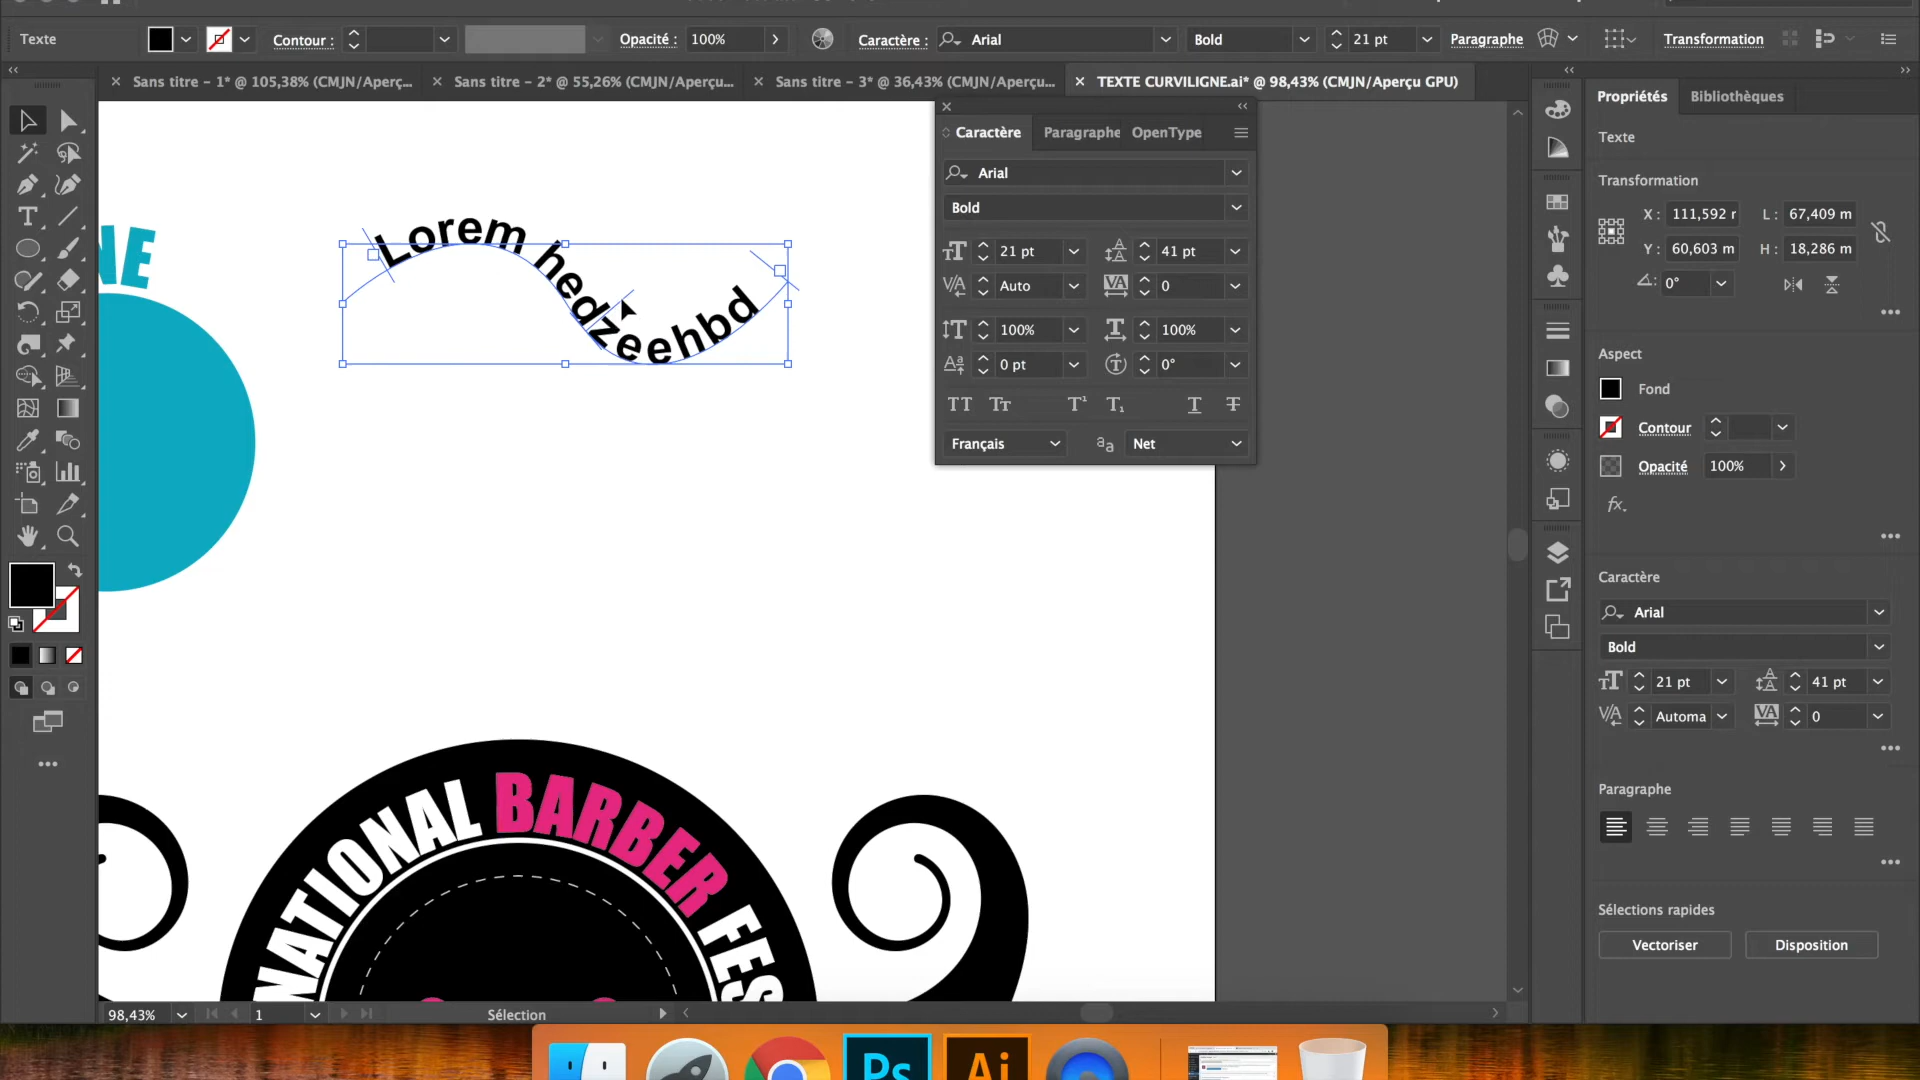 Texte
Contour :
Opacité :
100%
Caractère :
Arial
Bold
21 pt
Paragraphe
Transformation
Sans titre - 1* @ 105,38% (CMJN/Aperç...
Sans titre - 2* @ 55,26% (CMJN/Aperçu...
Sans titre - 3* @ 36,43% (CMJN/Aperçu...
TEXTE CURVILIGNE.ai* @ 98,43% (CMJN/Aperçu GPU)
Caractère
Paragraphe
OpenType
Arial
Bold
21 pt
41 pt
Auto
0
100%
100%
0 pt
0°
Français
Net
Propriétés
Bibliothèques
Texte
Transformation
X :
111,592 r
L :
67,409 m
Y :
60,603 m
H :
18,286 m
0°
Aspect
Fond
Contour
Opacité
100%
Caractère
Arial
Bold
21 pt
41 pt
Automa
0
Paragraphe
Sélections rapides
Vectoriser
Disposition
NE
Lorem hedzeehbd
NATIONAL BARBER FES
98,43%
1
Sélection
Ps
Ai